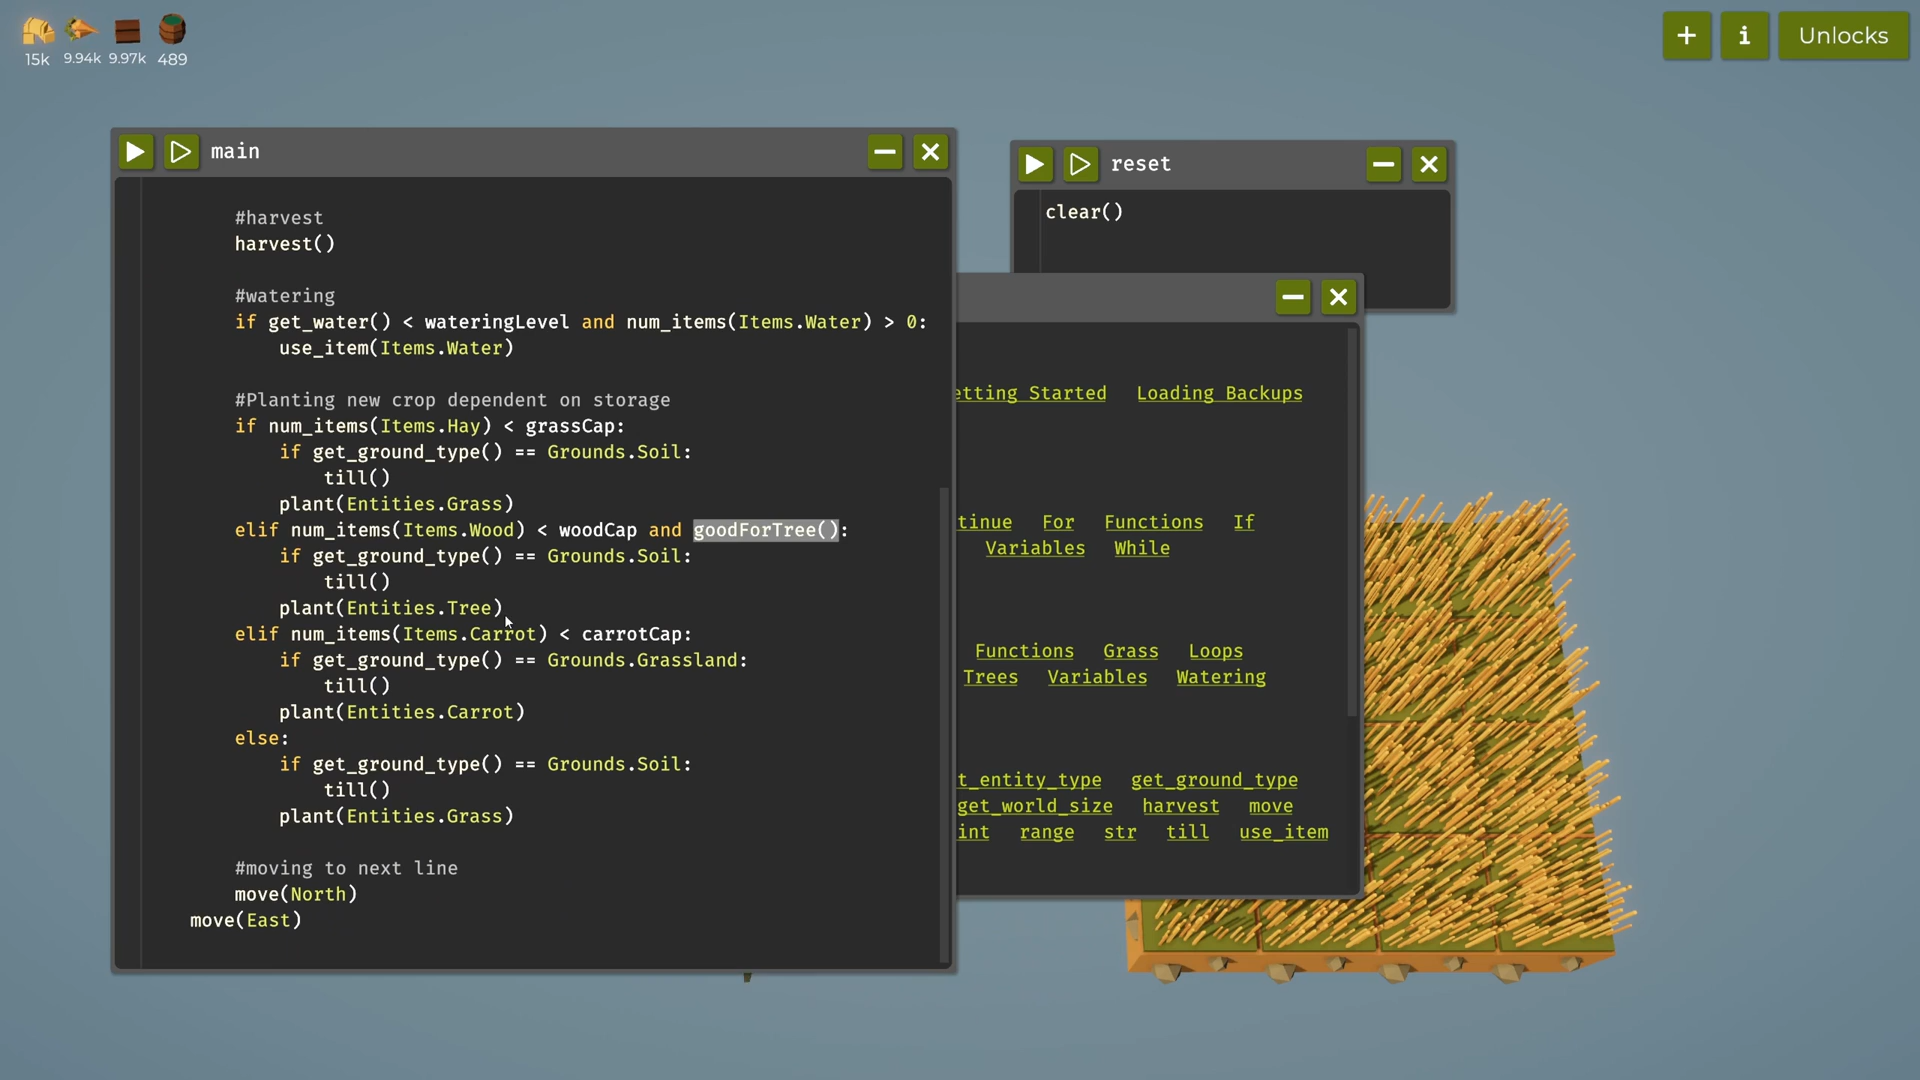 15k 9.94k 9.97k 489
+ i Unlocks
main
#harvest
harvest()
#watering
if get_water() < wateringLevel and num_items(Items.Water) > 0:
use_item(Items.Water)
#Planting new crop dependent on storage
if num_items(Items.Hay) < grassCap:
if get_ground_type() == Grounds.Soil:
till()
plant(Entities.Grass)
elif num_items(Items.Wood) < woodCap and goodForTree():
if get_ground_type() == Grounds.Soil:
till()
plant(Entities.Tree)
elif num_items(Items.Carrot) < carrotCap:
if get_ground_type() == Grounds.Grassland:
till()
plant(Entities.Carrot)
else:
if get_ground_type() == Grounds.Soil:
till()
plant(Entities.Grass)
#moving to next line
move(North)
move(East)
reset
clear()
etting Started Loading Backups
tinue For Functions If
Variables While
Functions Grass Loops
Trees Variables Watering
t_entity_type get_ground_type
get_world_size harvest move
int range str till use_item